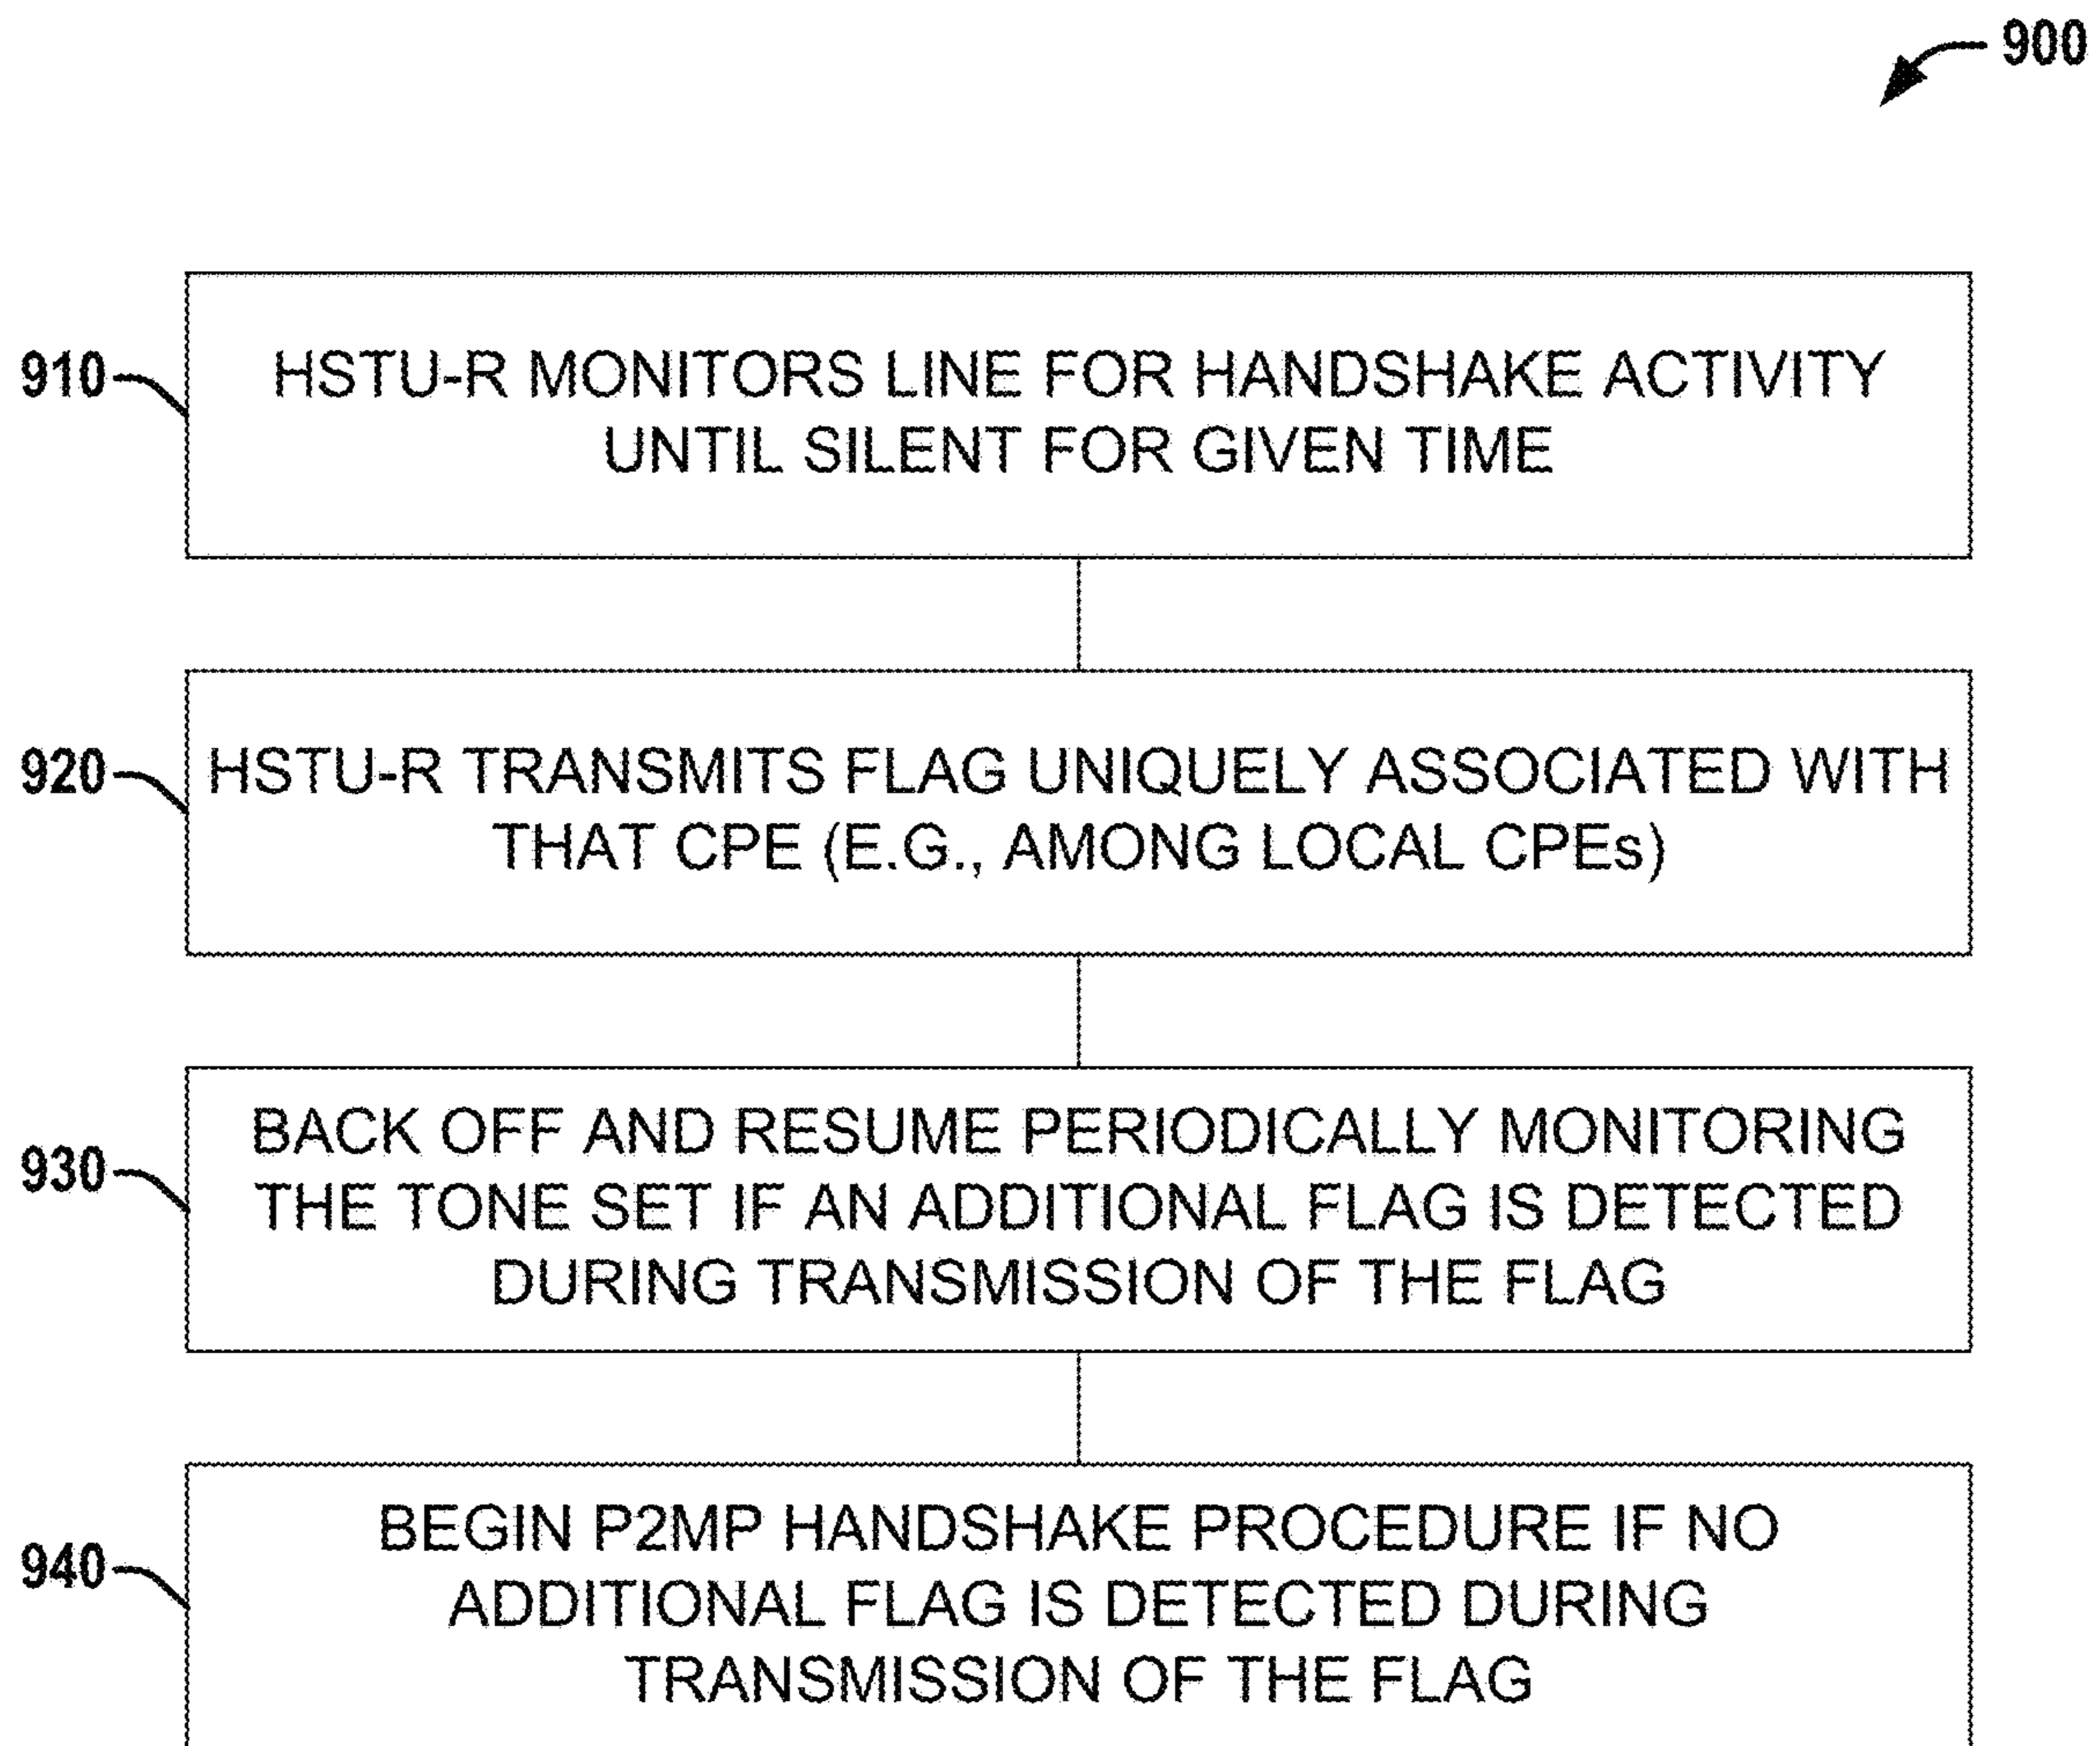 900
910
HSTU-R MONITORS LINE FOR HANDSHAKE ACTIVITY
UNTIL SILENT FOR GIVEN TIME
920
HSTU-R TRANSMITS FLAG UNIQUELY ASSOCIATED WITH
THAT CPE (E.G., AMONG LOCAL CPEs)
930
BACK OFF AND RESUME PERIODICALLY MONITORING
THE TONE SET IF AN ADDITIONAL FLAG IS DETECTED
DURING TRANSMISSION OF THE FLAG
940
BEGIN P2MP HANDSHAKE PROCEDURE IF NO
ADDITIONAL FLAG IS DETECTED DURING
TRANSMISSION OF THE FLAG